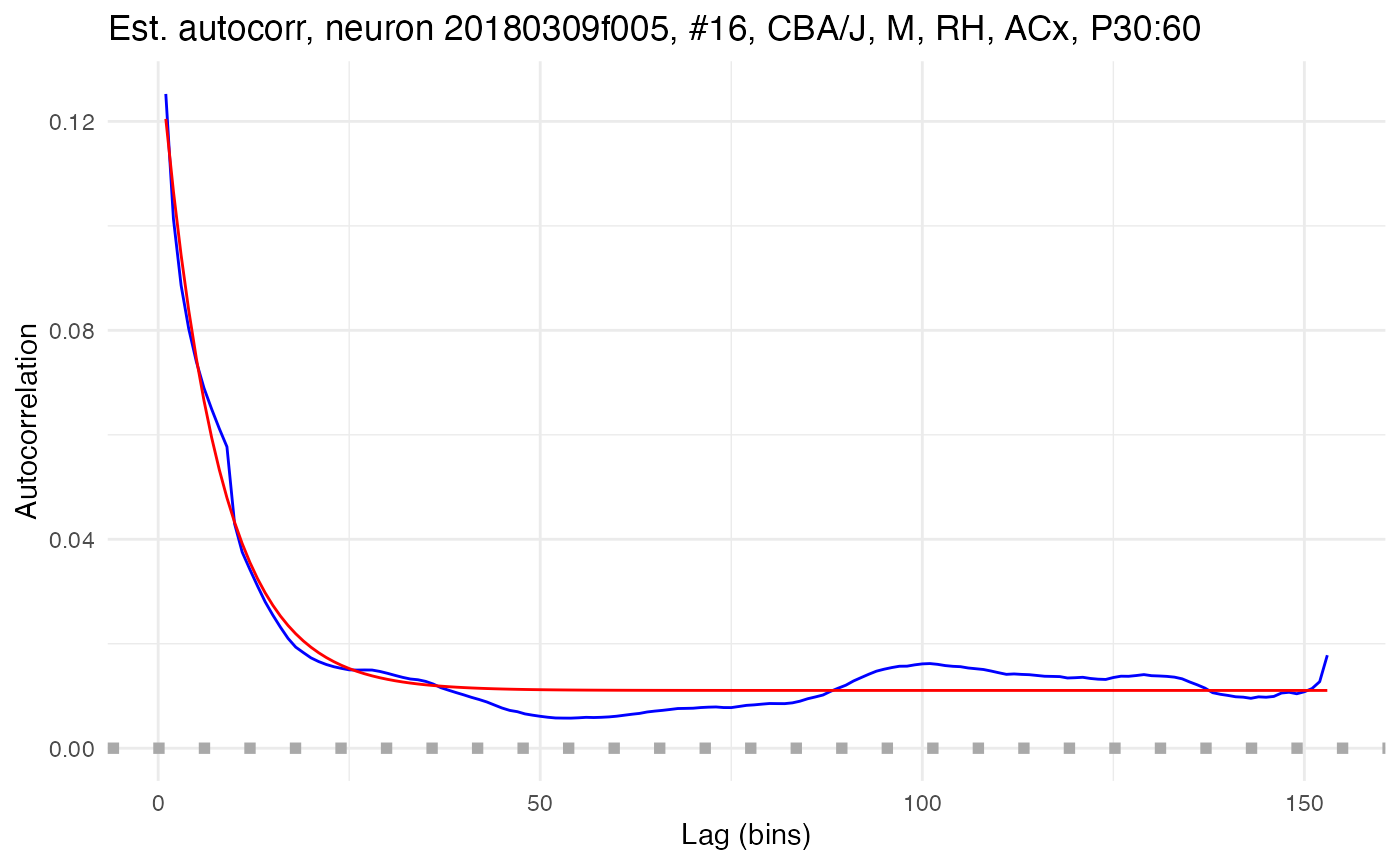 Est. autocorr, neuron 20180309f005, #16, CBA/J, M, RH, ACx, P30:60
0.12
0.08
0.04
0.00
Autocorrelation
0 50 100 150
Lag (bins)